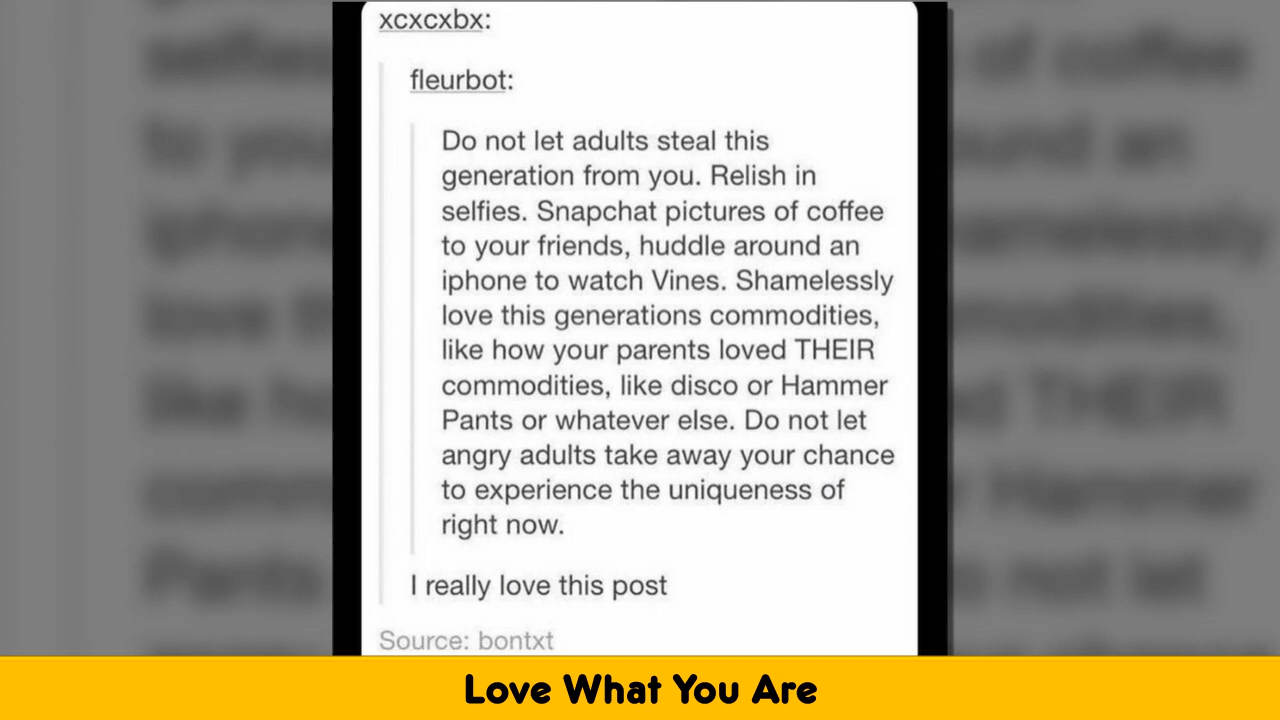 xcxcxbx:
fleurbot:
Do not let adults steal this
generation from you. Relish in
selfies. Snapchat pictures of coffee
to your friends, huddle around an
iphone to watch Vines. Shamelessly
love this generations commodities,
like how your parents loved THEIR
commodities, like disco or Hammer
Pants or whatever else. Do not let
angry adults take away your chance
to experience the uniqueness of
right now.
I really love this post
Source: bontxt
Love What You Are